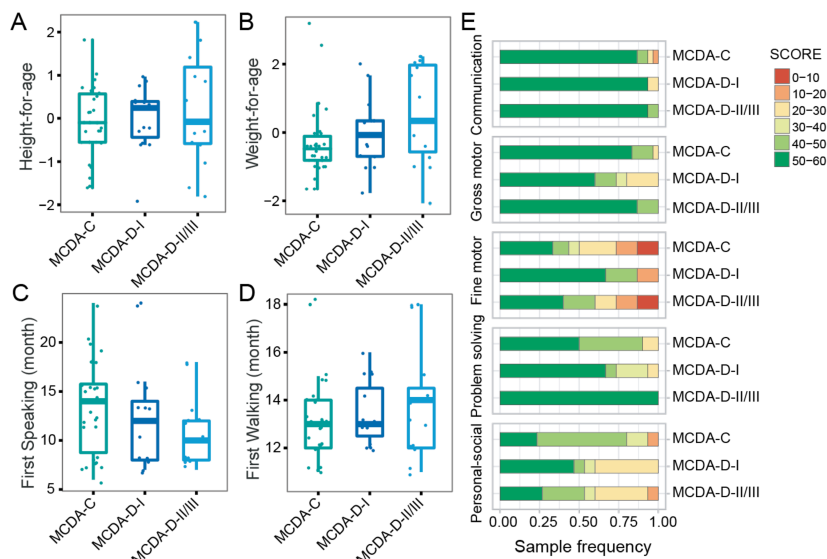 A
Height-for-age
2
1
0
−1
−2
MCDA-C
MCDA-D-I
MCDA-D-II/III
B
Weight-for-age
2
0
−2
MCDA-C
MCDA-D-I
MCDA-D-II/III
C
First Speaking (month)
20
15
10
5
MCDA-C
MCDA-D-I
MCDA-D-II/III
D
First Walking (month)
18
16
14
12
MCDA-C
MCDA-D-I
MCDA-D-II/III
E
Communication
MCDA-C
MCDA-D-I
MCDA-D-II/III
Gross motor
MCDA-C
MCDA-D-I
MCDA-D-II/III
Fine motor
MCDA-C
MCDA-D-I
MCDA-D-II/III
Problem solving
MCDA-C
MCDA-D-I
MCDA-D-II/III
Personal-social
MCDA-C
MCDA-D-I
MCDA-D-II/III
0.00 0.25 0.50 0.75 1.00
Sample frequency
SCORE
0−10
10−20
20−30
30−40
40−50
50−60